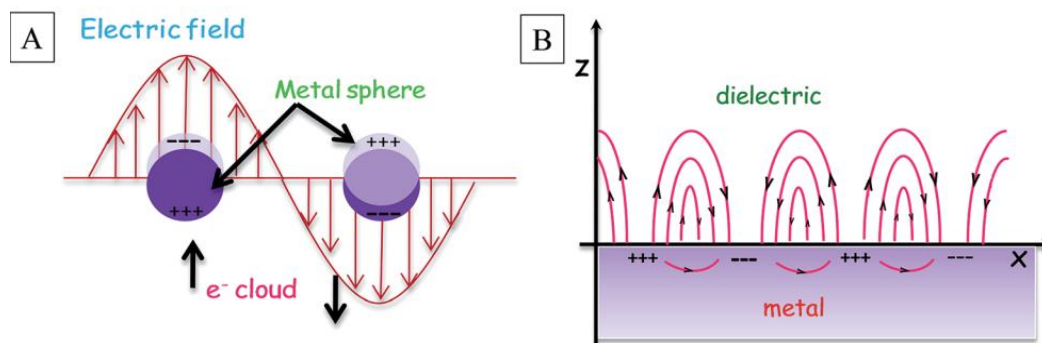 A
Electric field
Metal sphere
---
+++
+++
---
e- cloud
B
Z
dielectric
+++ --- +++ --- X
metal